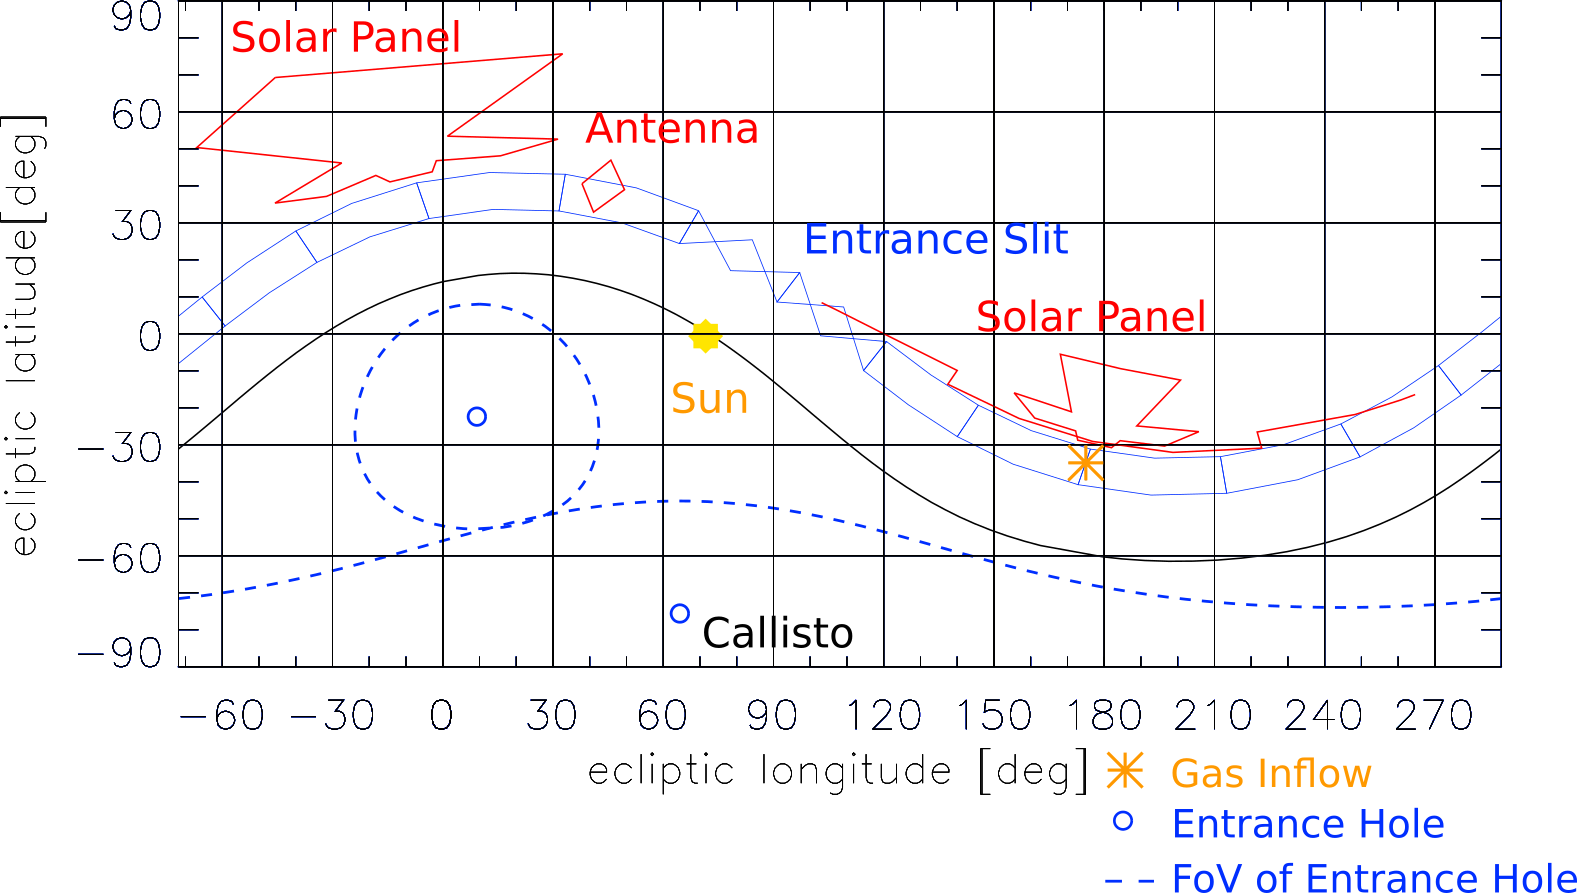 90
Solar Panel
60
Antenna
30
Entrance Slit
Solar Panel
0
Sun
−30
−60
Callisto
−90
ecliptic latitude[deg]
−60 −30 0 30 60 90 120 150 180 210 240 270
ecliptic longitude [deg]
Gas Inflow
Entrance Hole
FoV of Entrance Hole